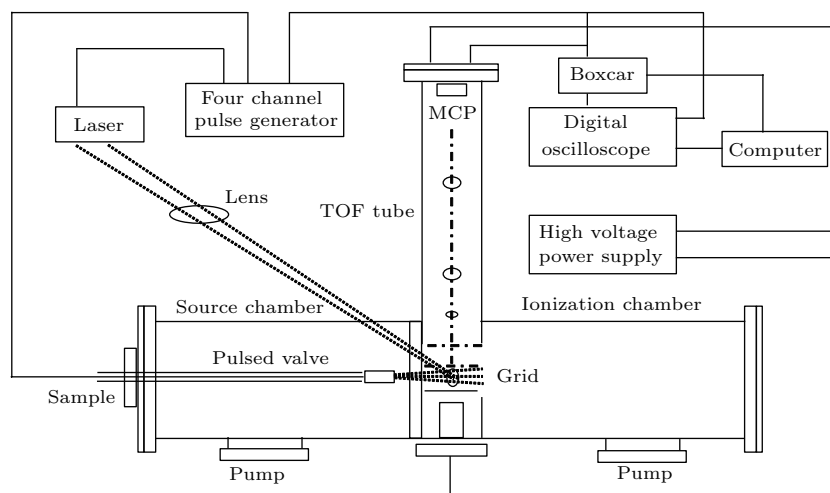 Boxcar
Four channel
pulse generator
MCP
Laser
Digital
oscilloscope
Computer
Lens
TOF tube
High voltage
power supply
Source chamber
Ionization chamber
Pulsed valve
Grid
Sample
Pump
Pump